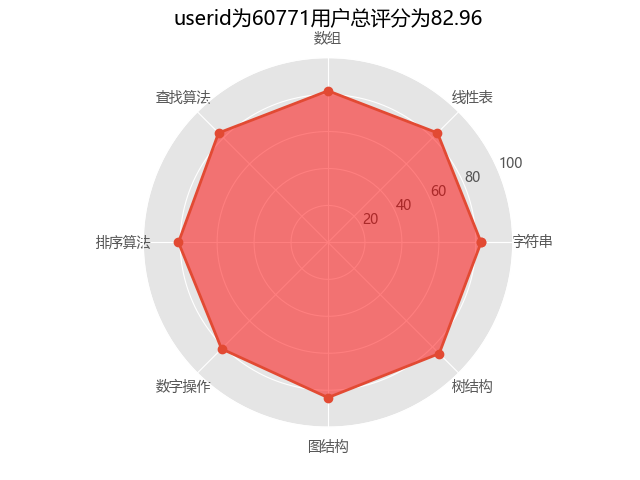 userid为60771用户总评分为82.96
数组
查找算法
线性表
100
80
60
40
20
排序算法
字符串
数字操作
树结构
图结构